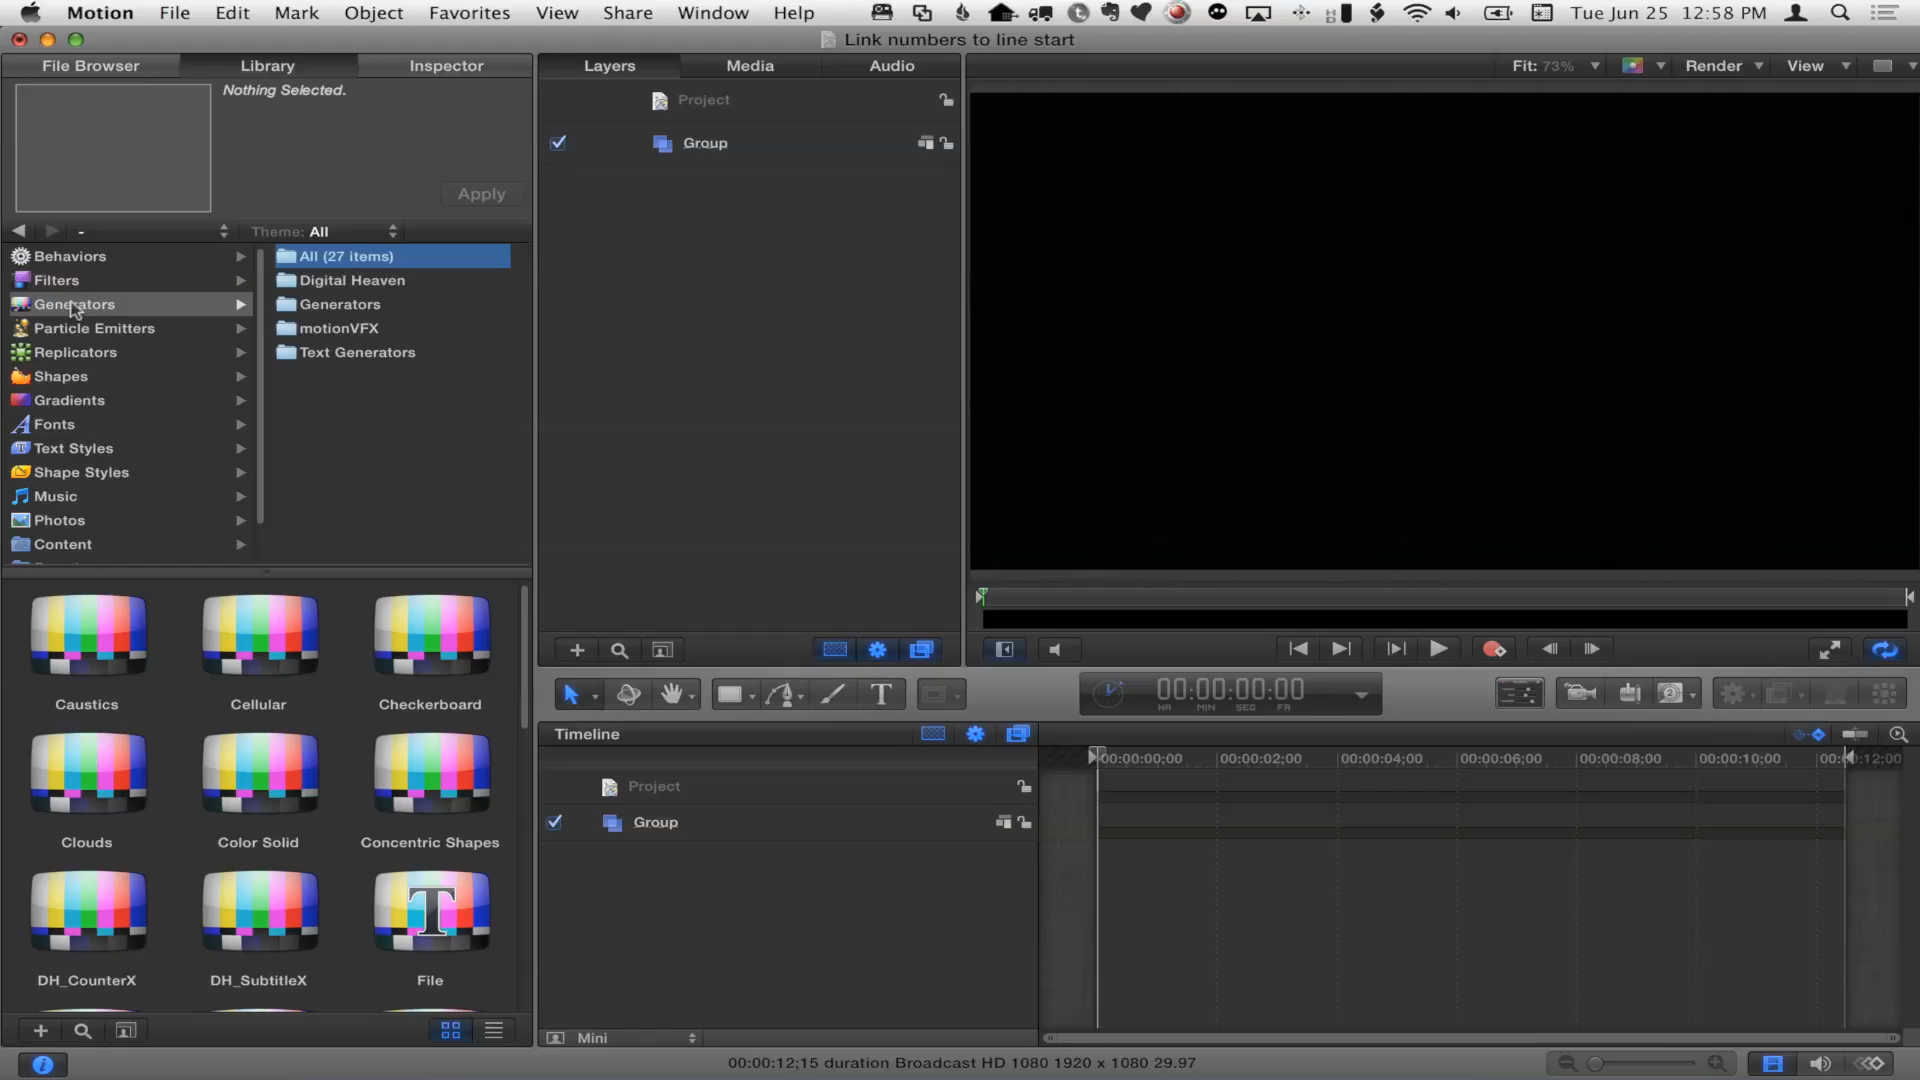 Motion File Edit Mark Object Favorites View Share Window Help Tue Jun 25 12:58 PM
Link numbers to line start
File Browser Library Inspector
Nothing Selected.
Apply
- Theme: All
Behaviors
Filters
Generators
Particle Emitters
Replicators
Shapes
Gradients
Fonts
Text Styles
Shape Styles
Music
Photos
Content
All (27 items)
Digital Heaven
Generators
motionVFX
Text Generators
Caustics Cellular Checkerboard
Clouds Color Solid Concentric Shapes
T
DH_CounterX DH_SubtitleX File
Layers Media Audio
Project
Group
Fit: 73% Render View
T
00:00:00:00
HR MIN SEC FR
Timeline
00:00:00;00 00:00:02;00 00:00:04;00 00:00:06;00 00:00:08;00 00:00:10;00 00:00:12;00
Project
Group
Mini
00:00:12;15 duration Broadcast HD 1080 1920 x 1080 29.97